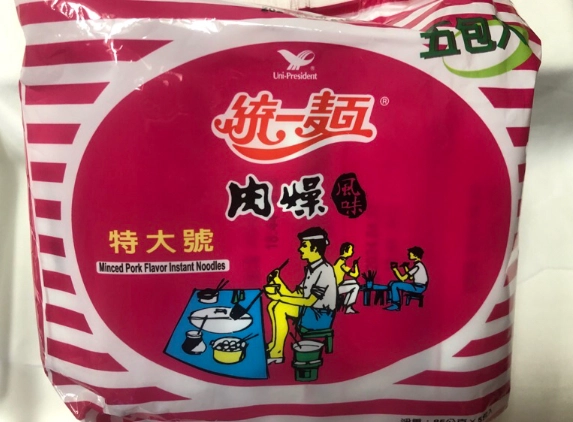 五包入
Uni-President
®
統一麵®
肉燥風味
特大號
Minced Pork Flavor Instant Noodles